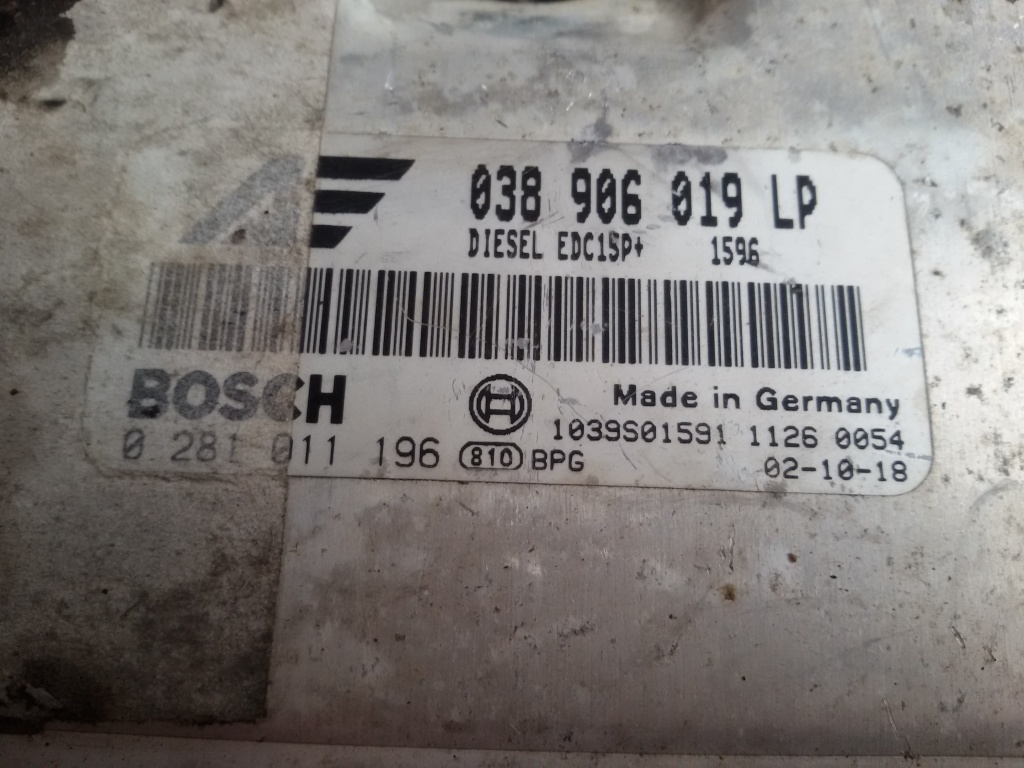 038 906 019 LP
DIESEL EDC15P+ 1596
BOSCH
Made in Germany
1039S01591 1126 0054
0 281 011 196 810 BPG
02-10-18